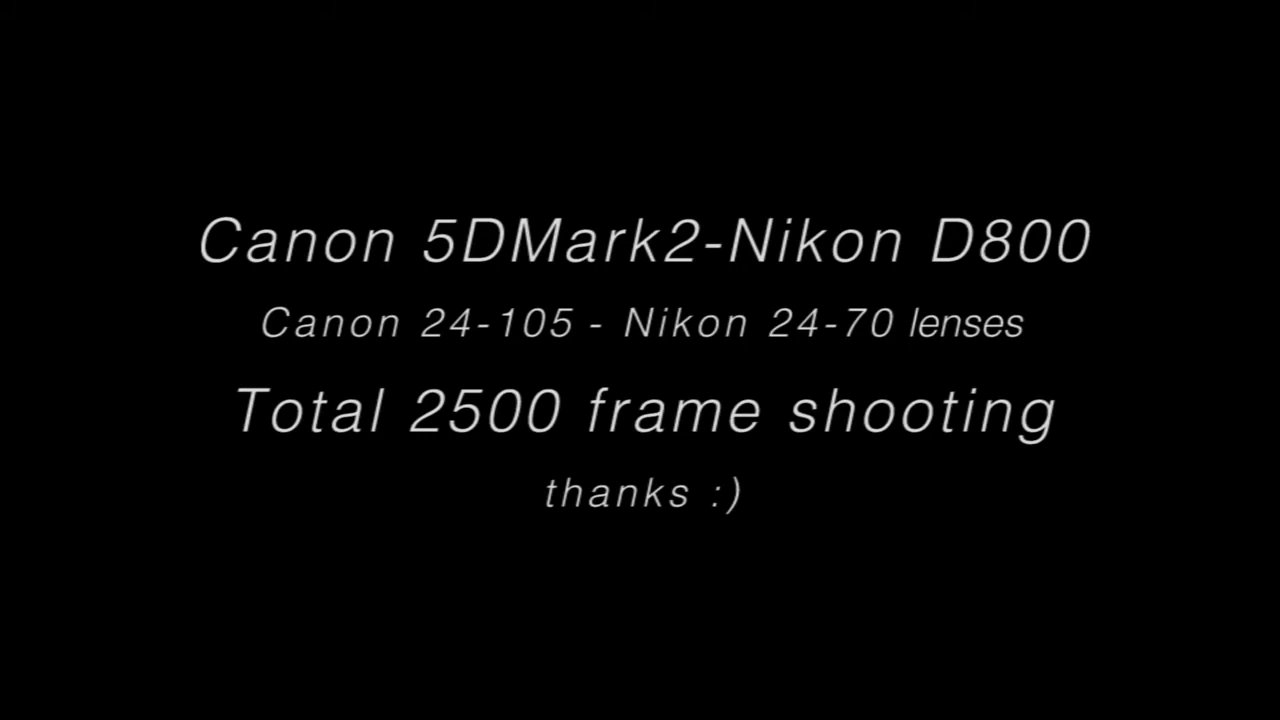 Canon 5DMark2-Nikon D800
Canon 24-105 - Nikon 24-70 lenses
Total 2500 frame shooting
thanks :)